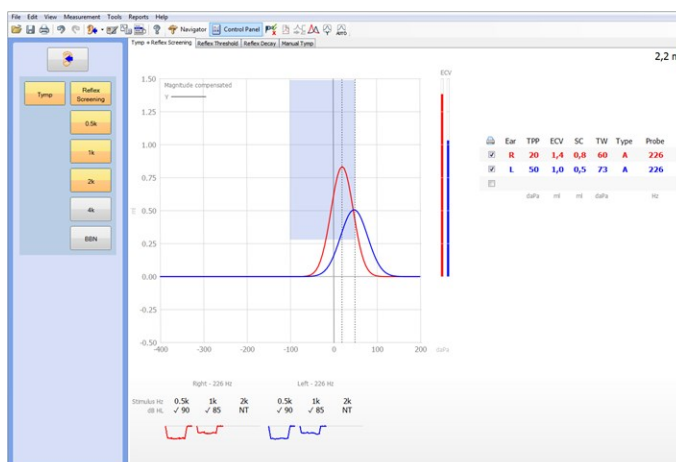 File Edit View Measurement Tools Reports Help
Navigator Control Panel
Tymp + Reflex Screening Reflex Threshold Reflex Decay Manual Tymp
2,2 m
Tymp Reflex Screening
0.5k
1k
2k
4k
BBN
Magnitude compensated
Y
1.50
1.25
1.00
0.75
0.50
0.25
0.00
-0.25
-0.50
-400 -300 -200 -100 0 100 200 daPa
ECV
Ear TPP ECV SC TW Type Probe
R 20 1,4 0,8 60 A 226
L 50 1,0 0,5 73 A 226
daPa ml ml daPa Hz
Right - 226 Hz Left - 226 Hz
Stimulus Hz 0.5k 1k 2k 0.5k 1k 2k
dB HL ✓ 90 ✓ 85 NT ✓ 90 ✓ 85 NT